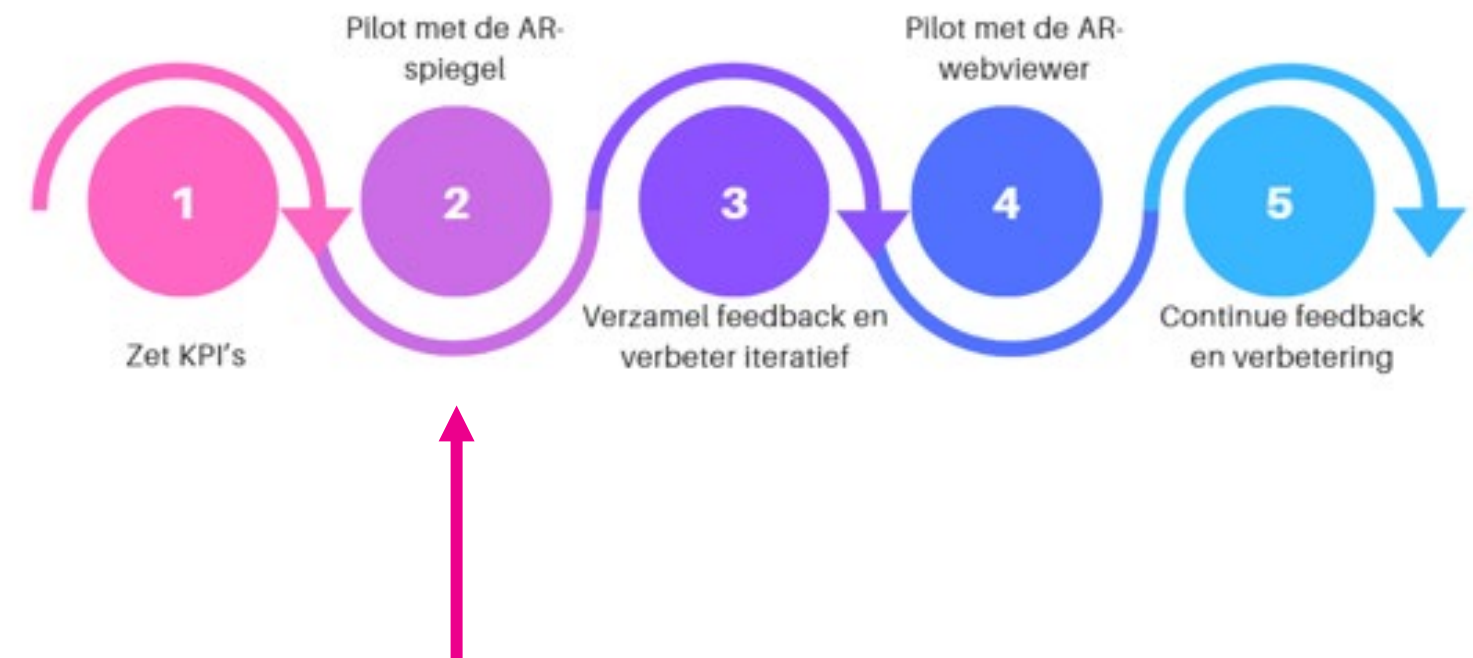 Pilot met de AR-
spiegel
Pilot met de AR-
webviewer
1
2
3
4
5
Zet KPI's
Verzamel feedback en
verbeter iteratief
Continue feedback
en verbetering